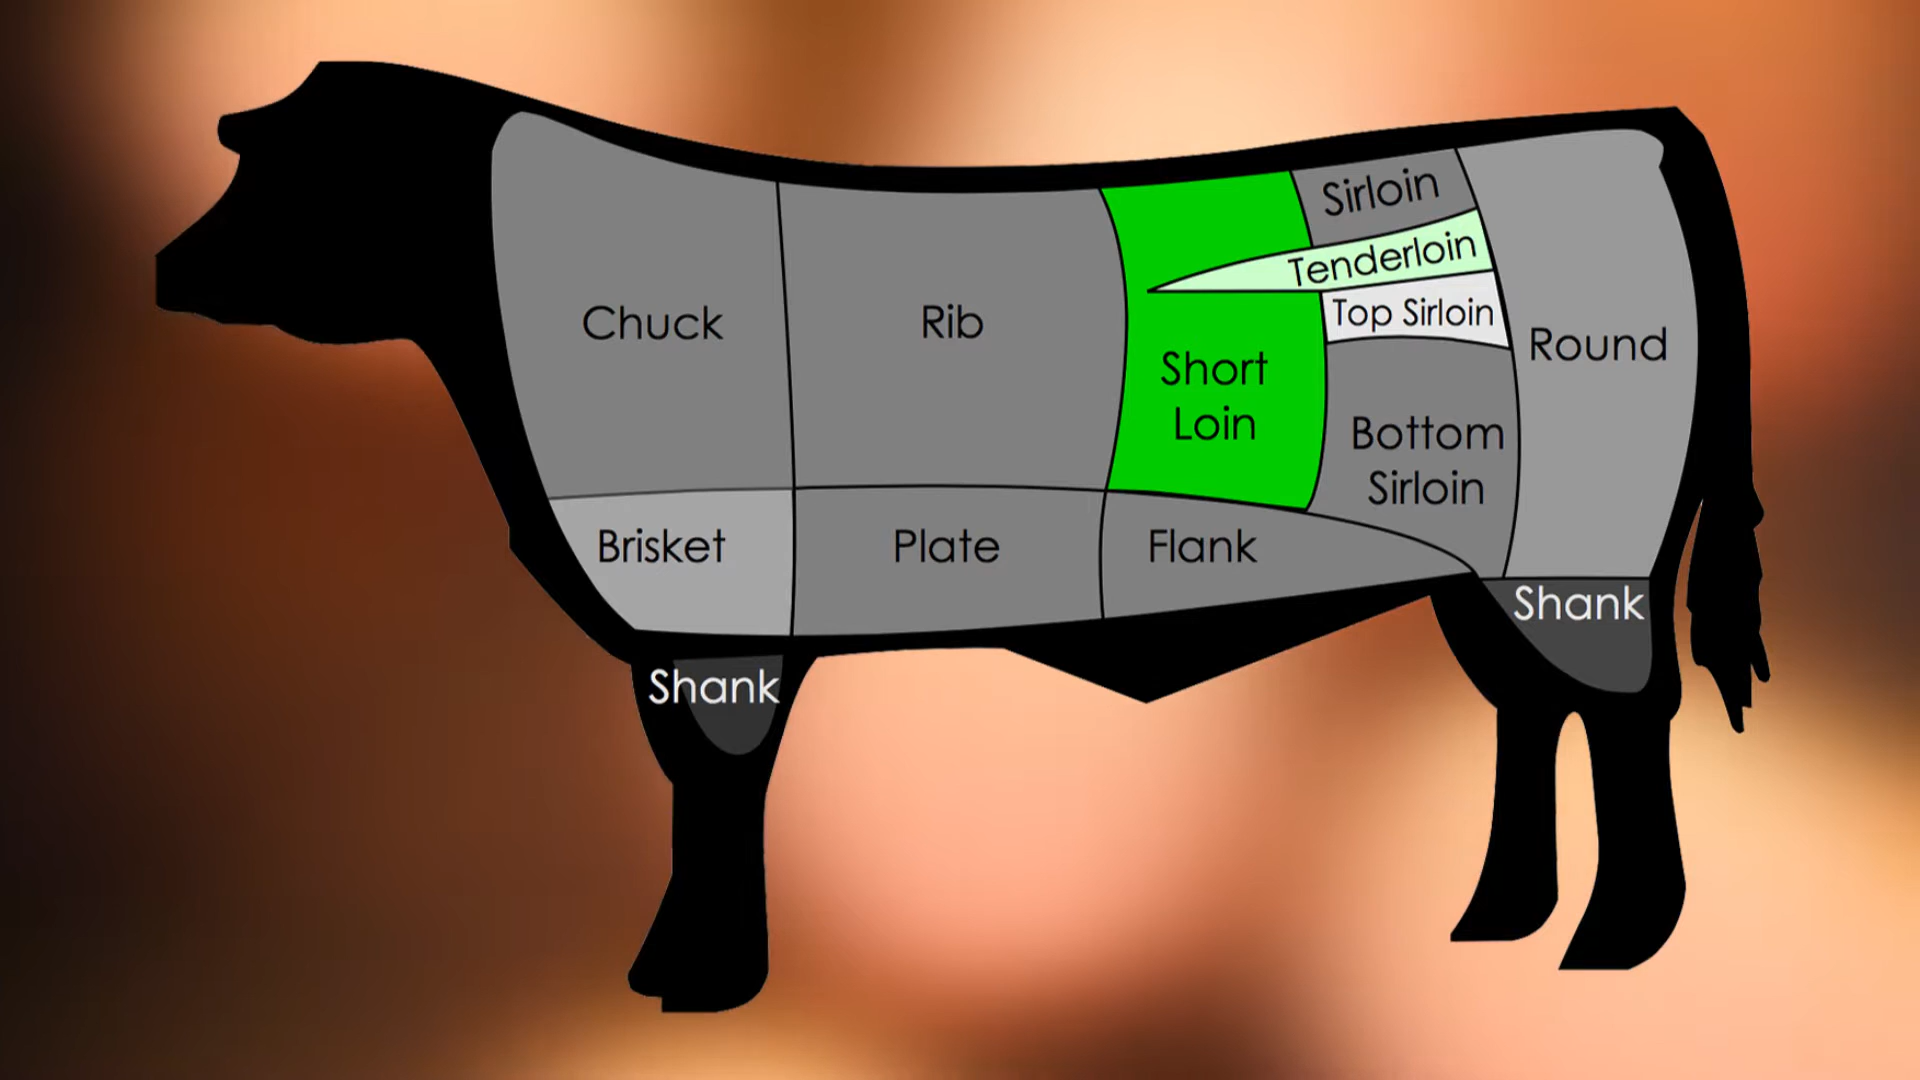 Sirloin
Tenderloin
Top Sirloin
Chuck
Rib
Round
Short
Loin
Bottom
Sirloin
Brisket
Plate
Flank
Shank
Shank